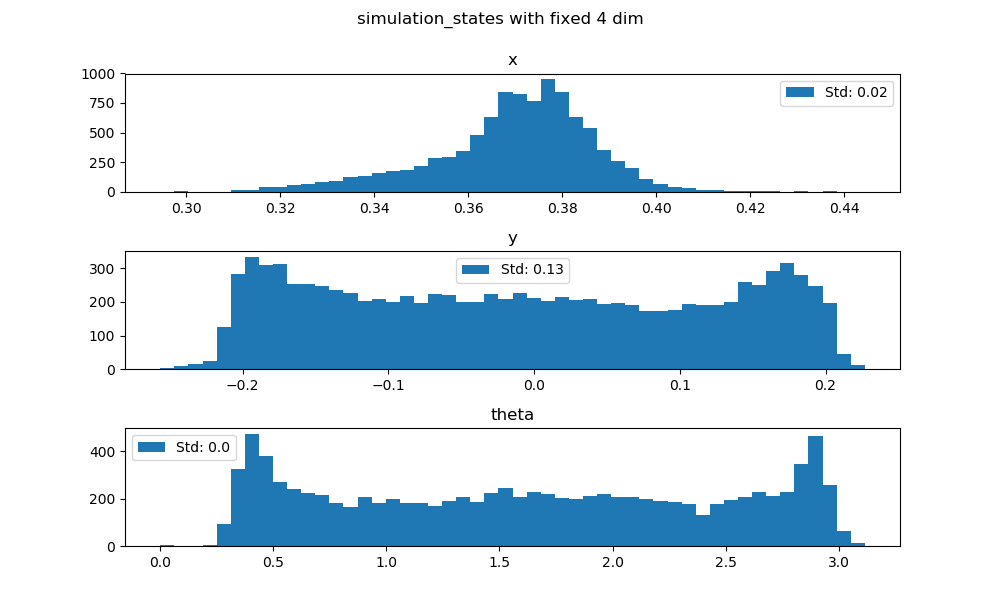 simulation_states with fixed 4 dim
x
1000
750
500
250
0
Std: 0.02
0.30 0.32 0.34 0.36 0.38 0.40 0.42 0.44
y
300
200
100
0
Std: 0.13
−0.2 −0.1 0.0 0.1 0.2
theta
400
200
0
Std: 0.0
0.0 0.5 1.0 1.5 2.0 2.5 3.0